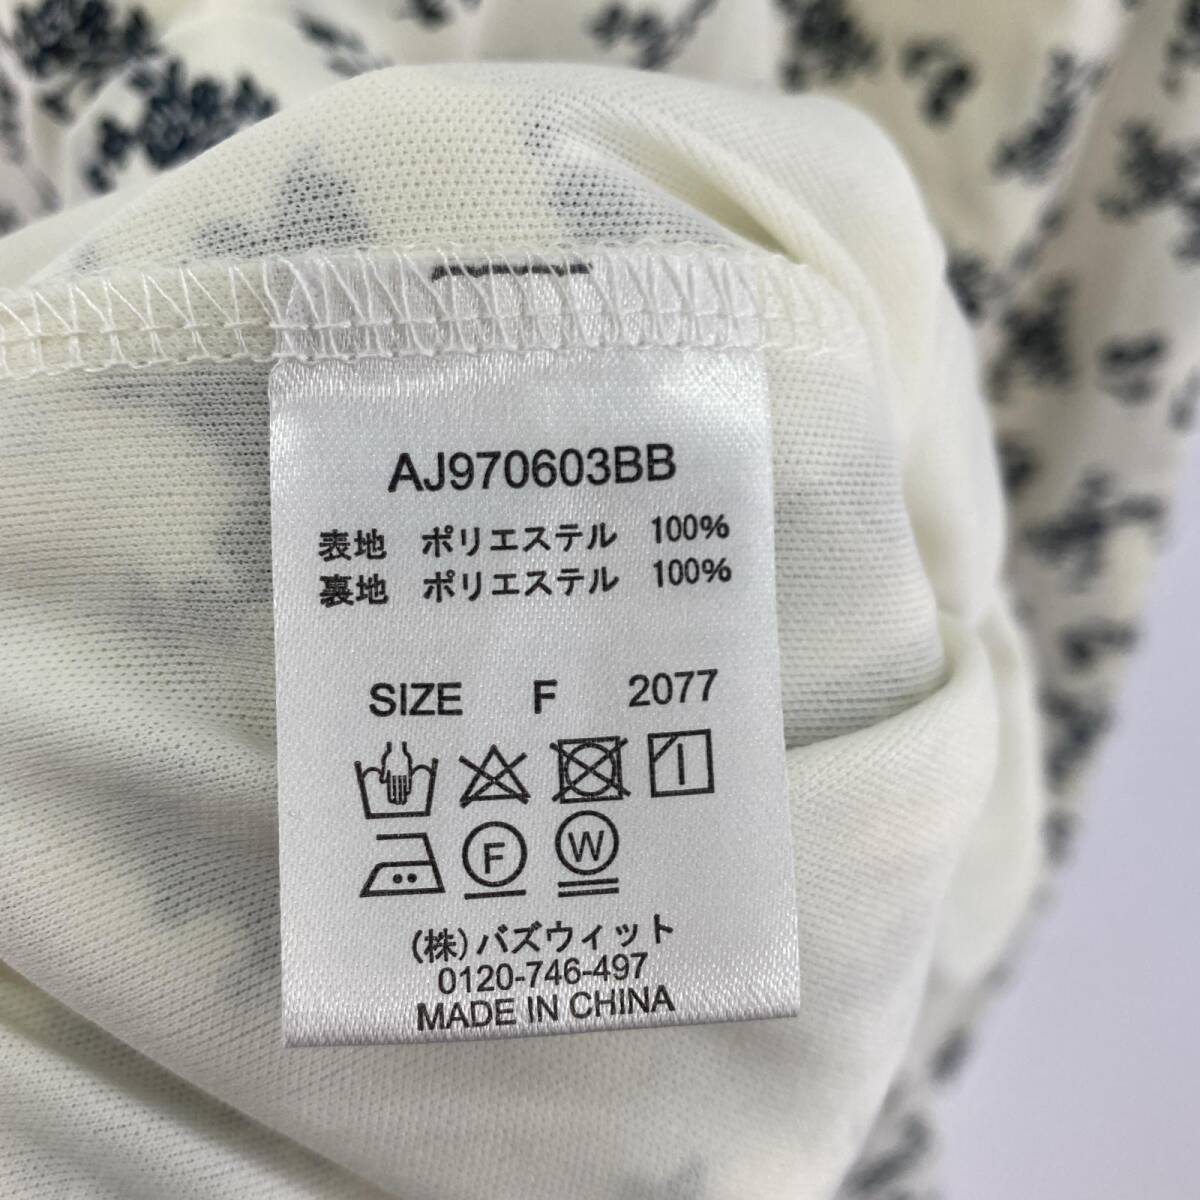 AJ970603BB
表地 ポリエステル 100%
裏地 ポリエステル 100%
SIZE F 2077
F W
(株)バズウィット
0120-746-497
MADE IN CHINA